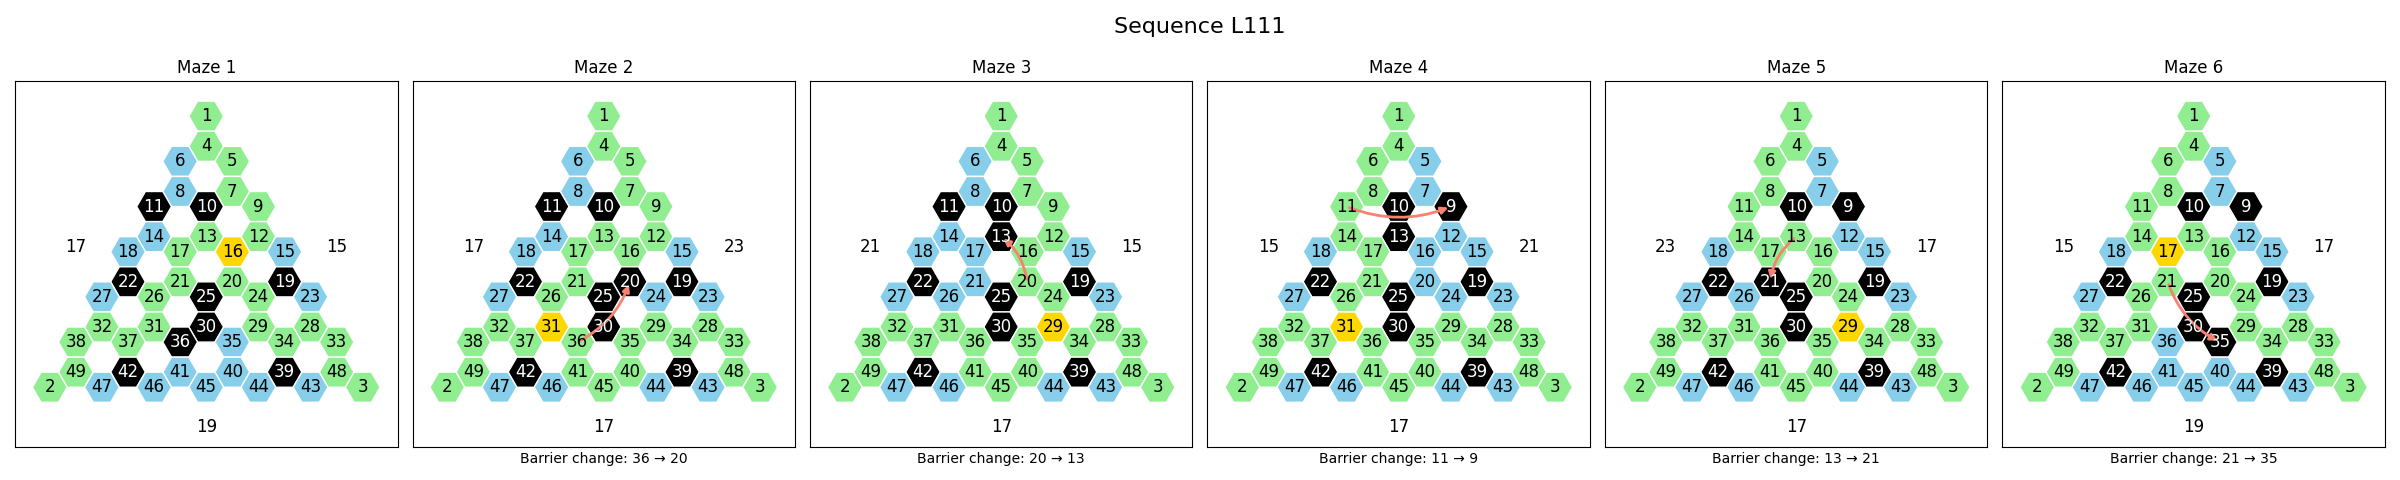 Sequence L111
Maze 1
1
4
6 5
8 7
11 10 9
14 13 12
17 18 17 16 15 15
22 21 20 19
27 26 25 24 23
32 31 30 29 28
38 37 36 35 34 33
49 42 41 40 39 48
2 47 46 45 44 43 3
19
Maze 2
1
4
6 5
8 7
11 10 9
14 13 12
17 18 17 16 15 23
22 21 20 19
27 26 25 24 23
32 31 30 29 28
38 37 36 35 34 33
49 42 41 40 39 48
2 47 46 45 44 43 3
17
Barrier change: 36 → 20
Maze 3
1
4
6 5
8 7
11 10 9
14 13 12
21 18 17 16 15 15
22 21 20 19
27 26 25 24 23
32 31 30 29 28
38 37 36 35 34 33
49 42 41 40 39 48
2 47 46 45 44 43 3
17
Barrier change: 20 → 13
Maze 4
1
4
6 5
8 7
11 10 9
14 13 12
15 18 17 16 15 21
22 21 20 19
27 26 25 24 23
32 31 30 29 28
38 37 36 35 34 33
49 42 41 40 39 48
2 47 46 45 44 43 3
17
Barrier change: 11 → 9
Maze 5
1
4
6 5
8 7
11 10 9
14 13 12
23 18 17 16 15 17
22 21 20 19
27 26 25 24 23
32 31 30 29 28
38 37 36 35 34 33
49 42 41 40 39 48
2 47 46 45 44 43 3
17
Barrier change: 13 → 21
Maze 6
1
4
6 5
8 7
11 10 9
14 13 12
15 18 17 16 15 17
22 21 20 19
27 26 25 24 23
32 31 30 29 28
38 37 36 35 34 33
49 42 41 40 39 48
2 47 46 45 44 43 3
19
Barrier change: 21 → 35